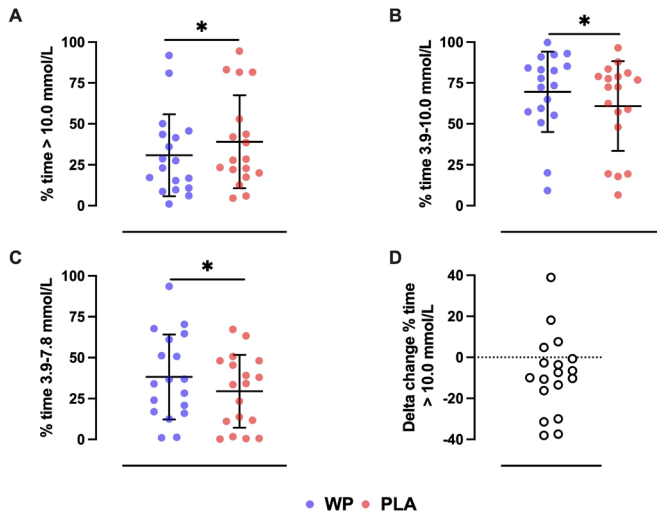 A
B
*
*
100
75
50
25
0
% time > 10.0 mmol/L
100
75
50
25
0
% time 3.9-10.0 mmol/L
C
D
*
100
75
50
25
0
% time 3.9-7.8 mmol/L
40
20
0
-20
-40
Delta change % time
> 10.0 mmol/L
WP PLA